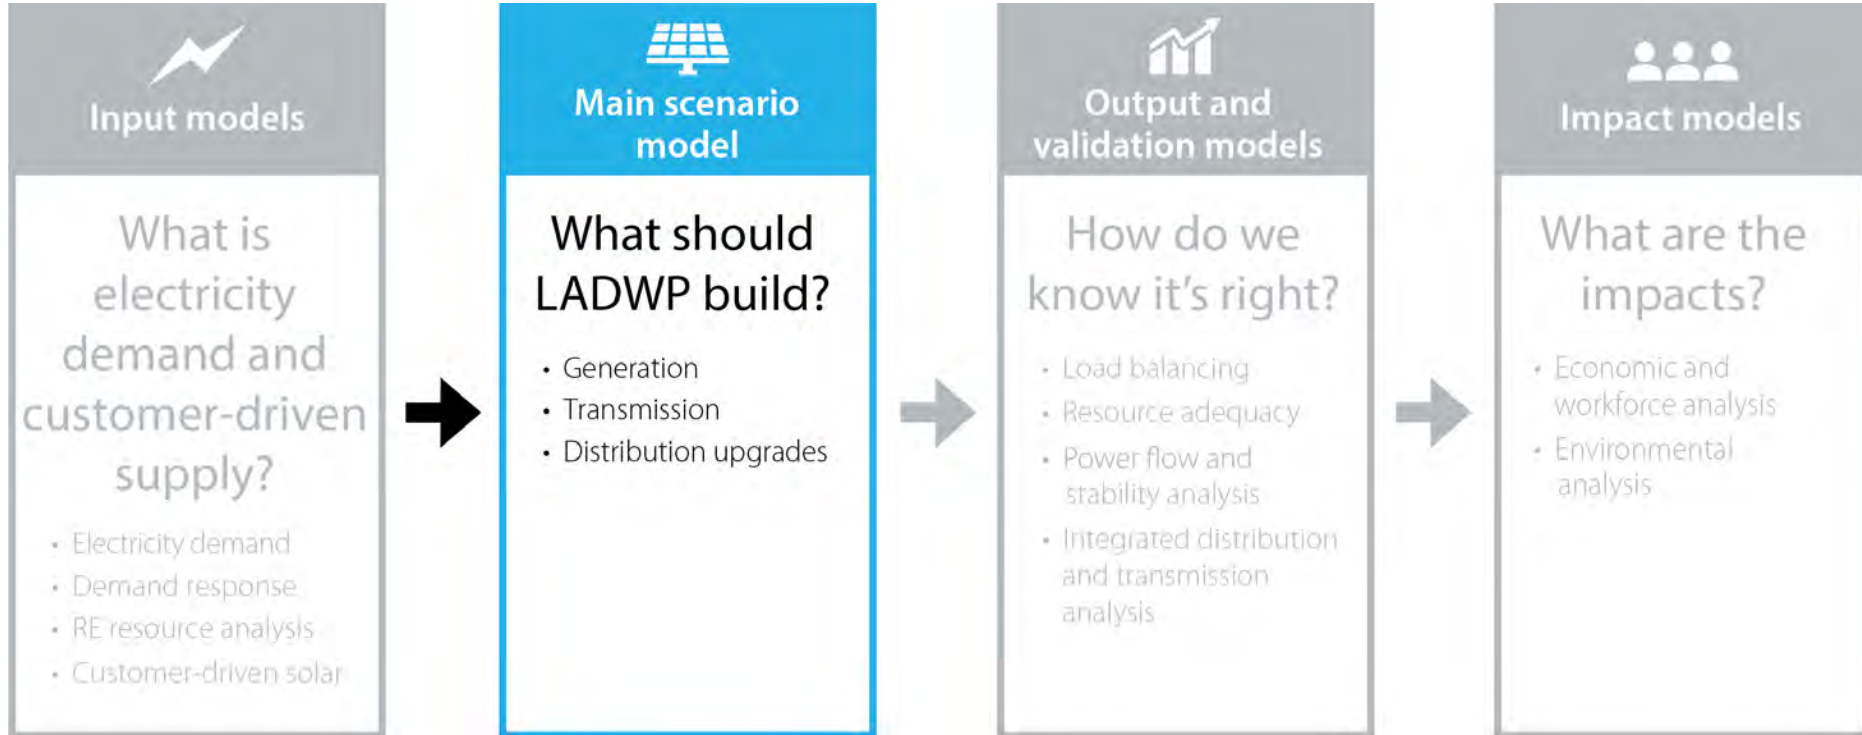 Input models
What is
electricity
demand and
customer-driven
supply?
• Electricity demand
• Demand response
• RE resource analysis
• Customer-driven solar
Main scenario
model
What should
LADWP build?
• Generation
• Transmission
• Distribution upgrades
Output and
validation models
How do we
know it's right?
• Load balancing
• Resource adequacy
• Power flow and
stability analysis
• Integrated distribution
and transmission
analysis
Impact models
What are the
impacts?
• Economic and
workforce analysis
• Environmental
analysis